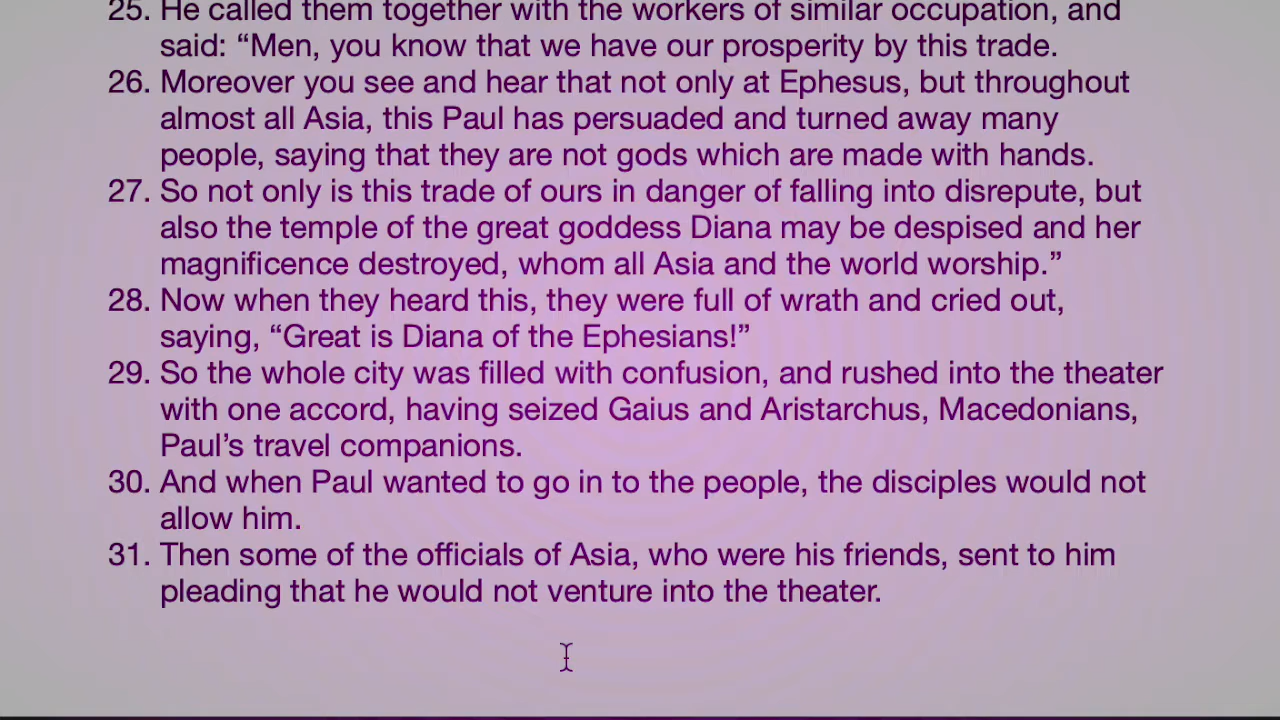 25. He called them together with the workers of similar occupation, and
said: “Men, you know that we have our prosperity by this trade.
26. Moreover you see and hear that not only at Ephesus, but throughout
almost all Asia, this Paul has persuaded and turned away many
people, saying that they are not gods which are made with hands.
27. So not only is this trade of ours in danger of falling into disrepute, but
also the temple of the great goddess Diana may be despised and her
magnificence destroyed, whom all Asia and the world worship.”
28. Now when they heard this, they were full of wrath and cried out,
saying, “Great is Diana of the Ephesians!”
29. So the whole city was filled with confusion, and rushed into the theater
with one accord, having seized Gaius and Aristarchus, Macedonians,
Paul’s travel companions.
30. And when Paul wanted to go in to the people, the disciples would not
allow him.
31. Then some of the officials of Asia, who were his friends, sent to him
pleading that he would not venture into the theater.